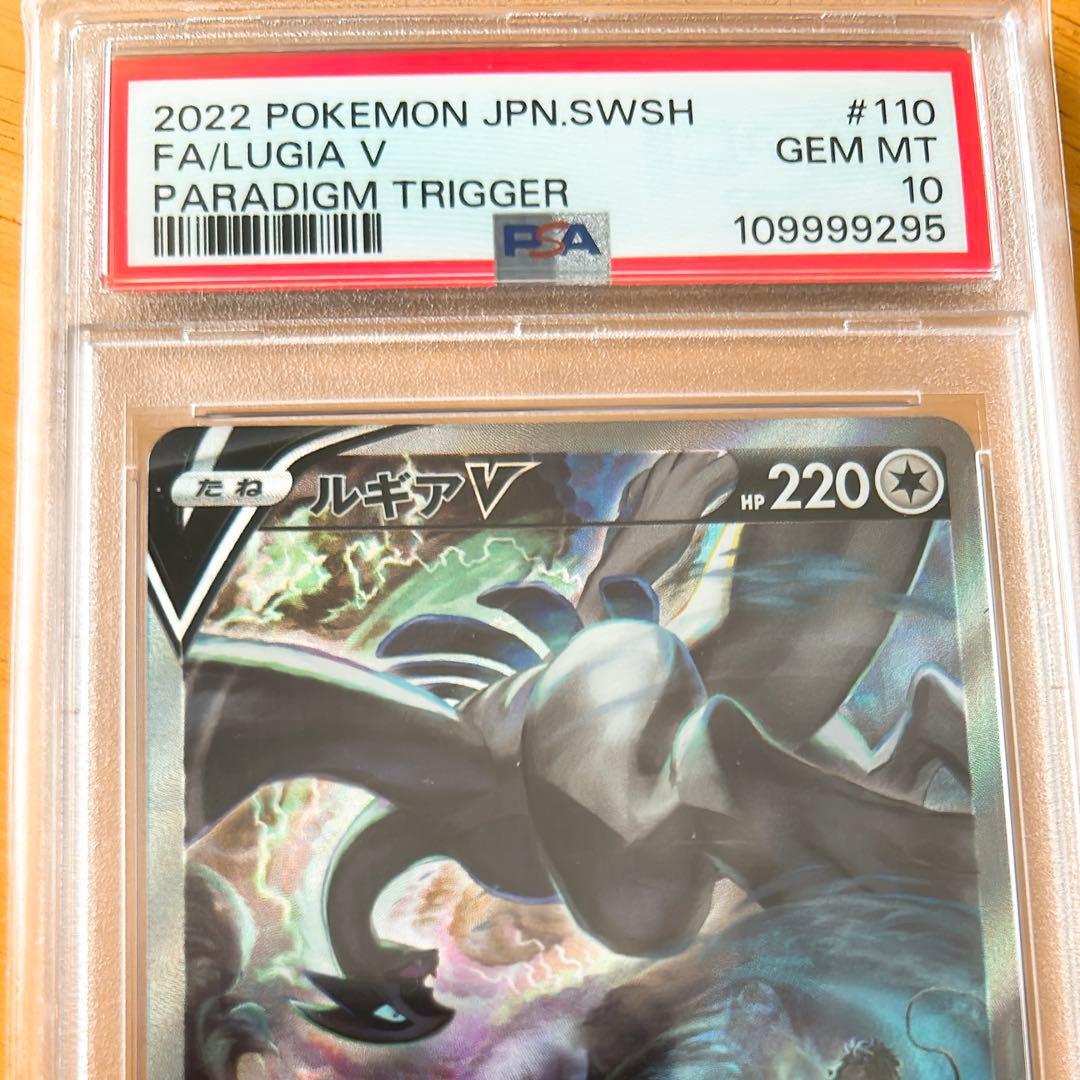 2022 POKEMON JPN.SWSH #110
FA/LUGIA V GEM MT
PARADIGM TRIGGER 10
PSA 109999295
たね ルギアV HP 220